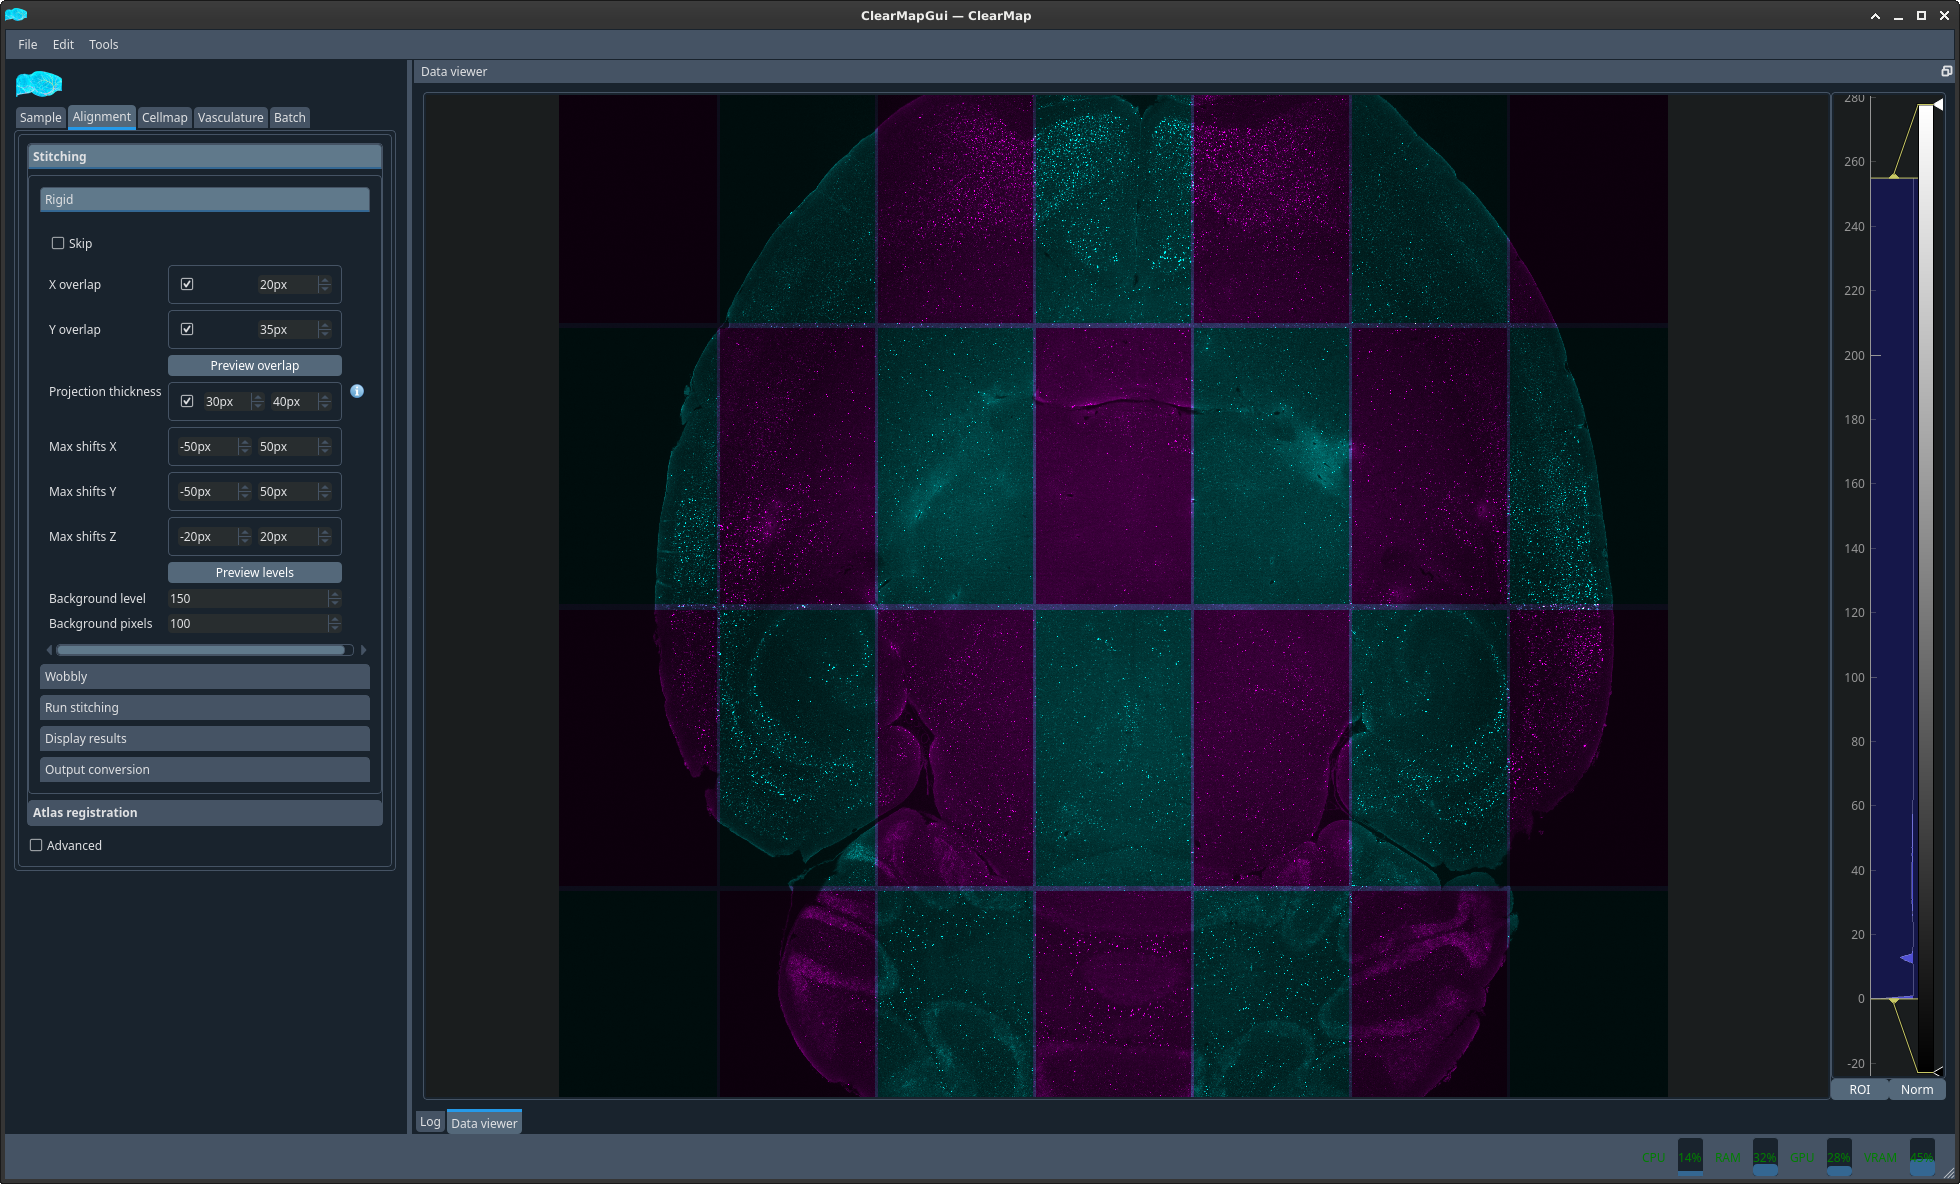 ClearMapGui — ClearMap
File Edit Tools
Data viewer
Sample Alignment Cellmap Vasculature Batch
Stitching
Rigid
Skip
X overlap 20px
Y overlap 35px
Preview overlap
Projection thickness 30px 40px
Max shifts X -50px 50px
Max shifts Y -50px 50px
Max shifts Z -20px 20px
Preview levels
Background level 150
Background pixels 100
Wobbly
Run stitching
Display results
Output conversion
Atlas registration
Advanced
280
260
240
220
200
180
160
140
120
100
80
60
40
20
0
-20
ROI Norm
Log Data viewer
CPU 14% RAM 32% GPU 28% VRAM 45%